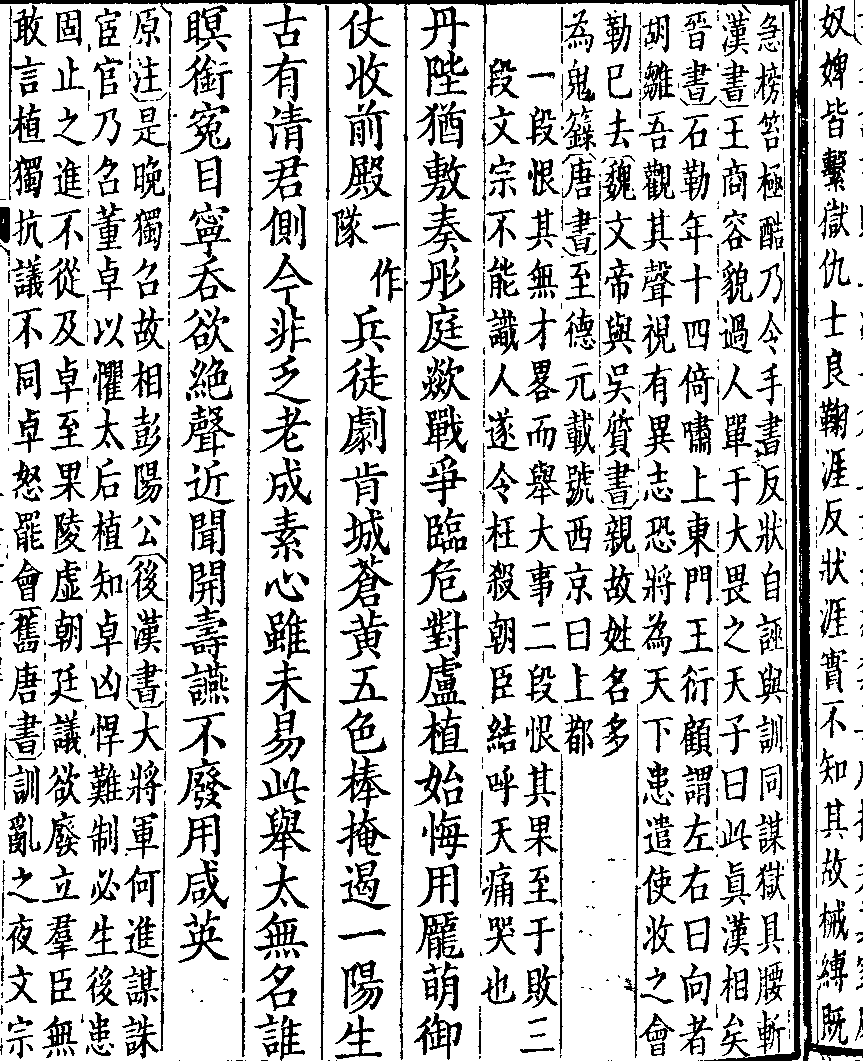 奴婢皆繫獄仇士良鞠涯反狀涯實不知其故械縛既
急榜笞極酷乃令手書反狀自誣與訓同謀獄具腰斬
漢書王商容貌過人單于大畏之天子曰此真漢相矣
晉書石勒年十四倚嘯上東門王衍顧謂左右曰向者
胡雛吾觀其聲視有異志恐將為天下患遣使收之會
勒巳去魏文帝與吳質書親故姓名多
為鬼籙唐書至德元載號西京曰上都
一段恨其無才畧而舉大事二段恨其果至于敗三
段文宗不能識人遂令枉殺朝臣結呼天痛哭也
丹陛猶敷奏彤庭歘戰爭臨危對盧植始悔用龎萌御
仗收前殿一作隊兵徒劇背城蒼黃五色棒掩遏一陽生
古有清君側今非乏老成素心雖未易此舉太無名誰
瞑銜寃目寧吞欲絶聲近聞開壽讌不廢用咸英
原注是晚獨召故相彭陽公後漢書大將軍何進謀誅
宦官乃召董卓以懼太后植知卓凶悍難制必生後患
固止之進不從及卓至果陵虛朝廷議欲廢立羣臣無
敢言植獨抗議不同卓怒罷會舊唐書訓亂之夜文宗